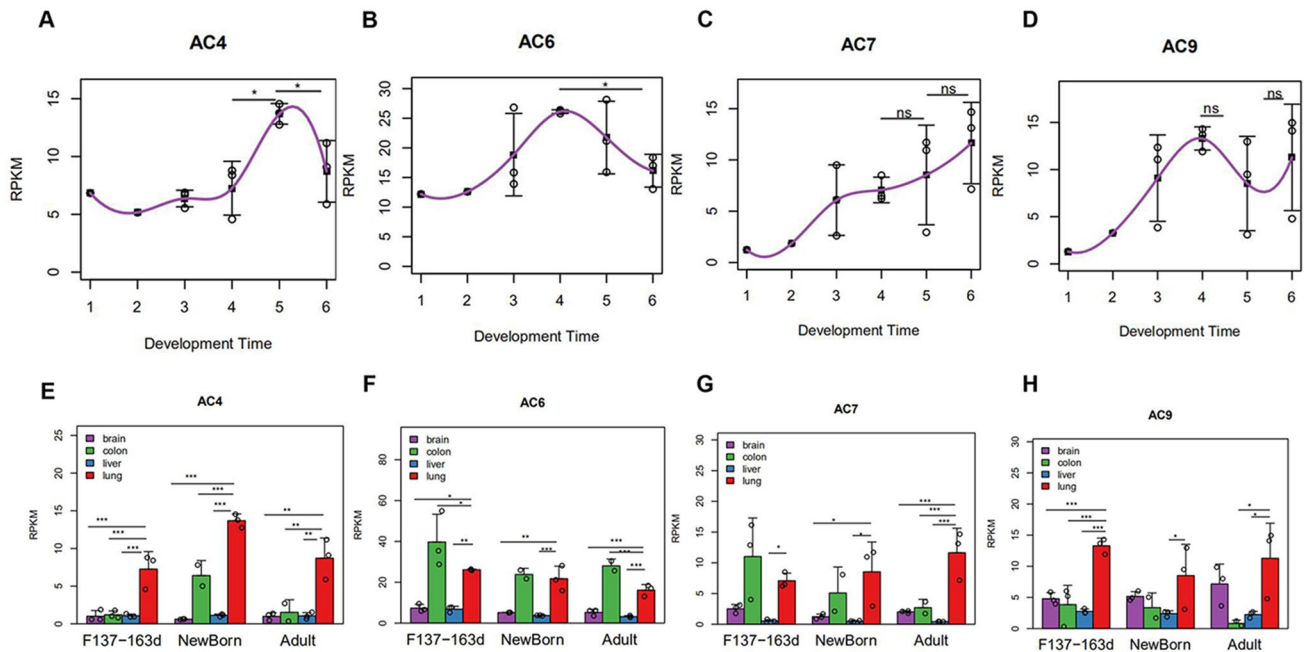 A
AC4
15
10
5
0
RPKM
* *
1 2 3 4 5 6
Development Time
B
AC6
30
25
20
15
10
5
0
RPKM
*
1 2 3 4 5 6
Development Time
C
AC7
15
10
5
0
RPKM
ns ns
1 2 3 4 5 6
Development Time
D
AC9
15
10
5
0
RPKM
ns ns
1 2 3 4 5 6
Development Time
E
AC4
25
20
15
10
5
0
RPKM
brain
colon
liver
lung
***
***
***
***
***
***
**
**
**
F137-163d NewBorn Adult
F
AC6
80
60
40
20
0
RPKM
brain
colon
liver
lung
*
*
**
**
***
***
***
***
F137-163d NewBorn Adult
G
AC7
30
25
20
15
10
5
0
RPKM
brain
colon
liver
lung
*
*
*
***
***
***
F137-163d NewBorn Adult
H
AC9
30
25
20
15
10
5
0
RPKM
brain
colon
liver
lung
***
***
***
*
*
*
F137-163d NewBorn Adult